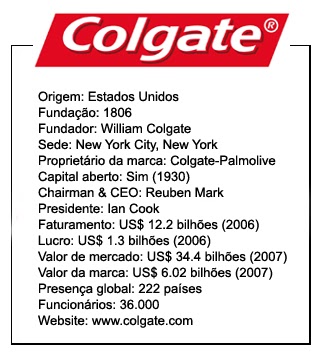 Colgate®
Origem: Estados Unidos
Fundação: 1806
Fundador: William Colgate
Sede: New York City, New York
Proprietário da marca: Colgate-Palmolive
Capital aberto: Sim (1930)
Chairman & CEO: Reuben Mark
Presidente: Ian Cook
Faturamento: US$ 12.2 bilhões (2006)
Lucro: US$ 1.3 bilhões (2006)
Valor de mercado: US$ 34.4 bilhões (2007)
Valor da marca: US$ 6.02 bilhões (2007)
Presença global: 222 países
Funcionários: 36.000
Website: www.colgate.com